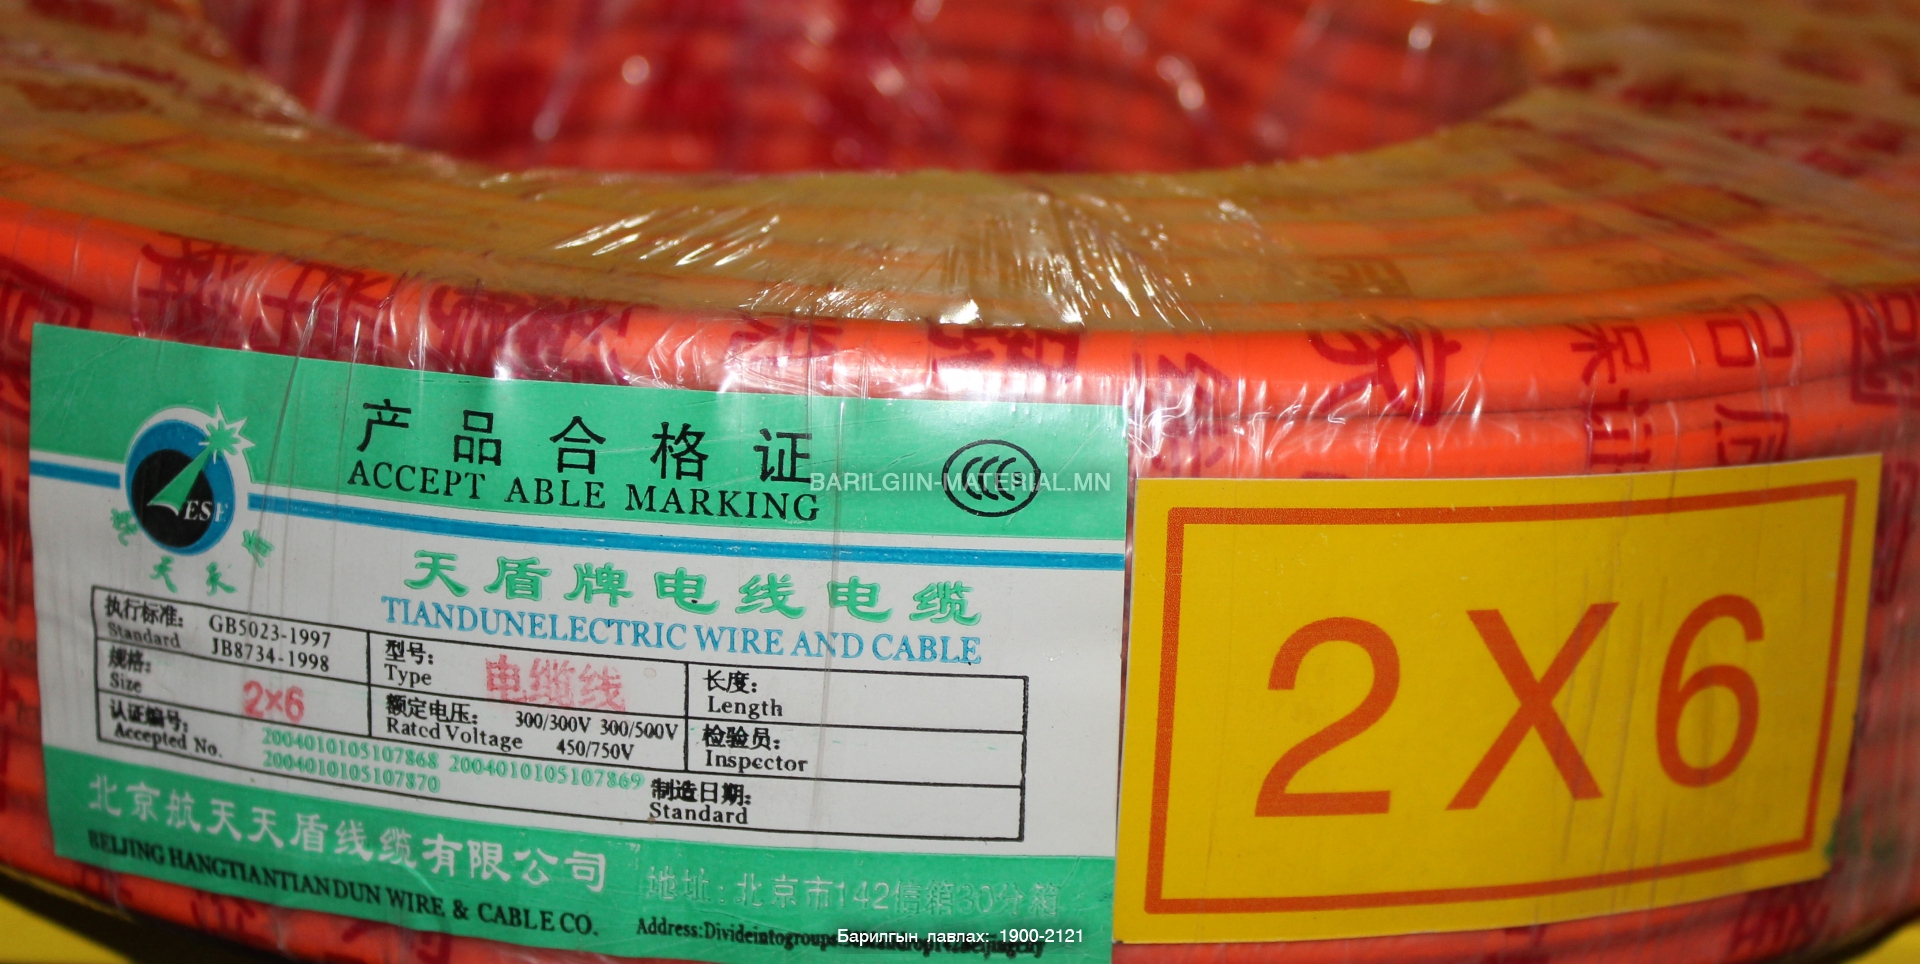 产品合格证
ACCEPT ABLE MARKING
BARILGIIN-MATERIAL.MN
ESF
天盾牌电线电缆
TIANDUNELECTRIC WIRE AND CABLE
执行标准: GB5023-1997
Standard JB8734-1998
型号:
Type 电缆线
长度:
Length
规格:
Size 2×6
额定电压: 300/300V 300/500V
Rated Voltage 450/750V
检验员:
Inspector
认证编号:
Accepted No.
2004010105107868 2004010105107869
2004010105107870
制造日期:
Standard
北京航天天盾线缆有限公司
BEIJING HANGTIANTIANDUN WIRE & CABLE CO.
地址:北京市142信箱30分箱
Address:Divideintogroups
Барилгын лавлах: 1900-2121
2X6